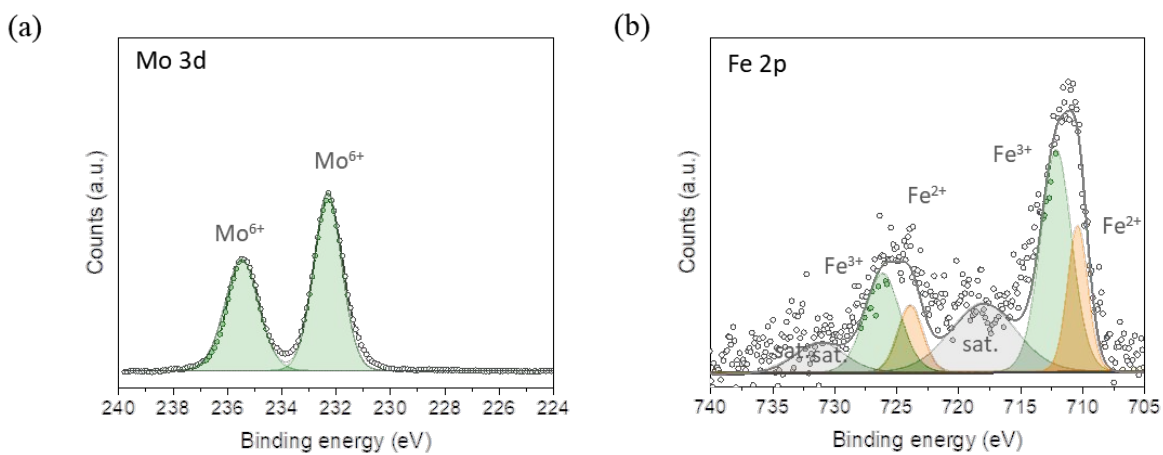 (a)
Mo 3d
Mo⁶⁺
Mo⁶⁺
Counts (a.u.)
240 238 236 234 232 230 228 226 224
Binding energy (eV)
(b)
Fe 2p
Fe³⁺
Fe²⁺
Fe²⁺
Fe³⁺
sat.
sat.
sat.
Counts (a.u.)
740 735 730 725 720 715 710 705
Binding energy (eV)